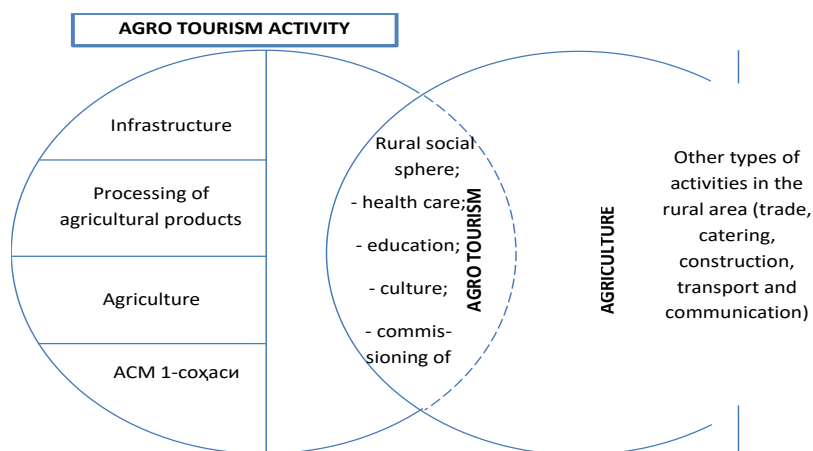 AGRO TOURISM ACTIVITY
Infrastructure
Processing of
agricultural products
Agriculture
АСМ 1-соҳаси
Rural social
sphere;
- health care;
- education;
- culture;
- commis-
sioning of
AGRO TOURISM
AGRICULTURE
Other types of
activities in the
rural area (trade,
catering,
construction,
transport and
communication)